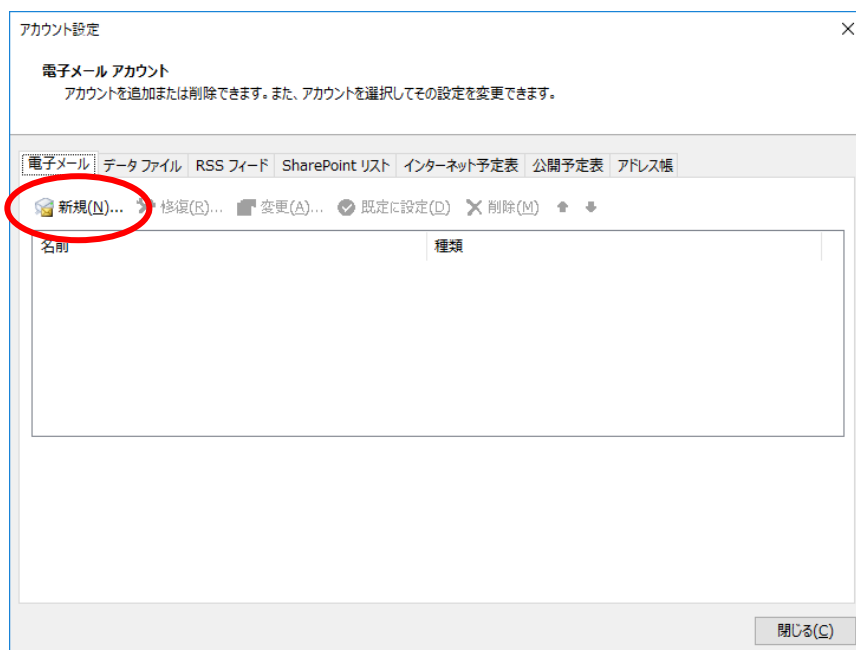 アカウント設定
電子メール アカウント
アカウントを追加または削除できます。また、アカウントを選択してその設定を変更できます。
電子メール データ ファイル RSS フィード SharePoint リスト インターネット予定表 公開予定表 アドレス帳
新規(N)... 修復(R)... 変更(A)... 既定に設定(D) 削除(M)
名前 種類
閉じる(C)